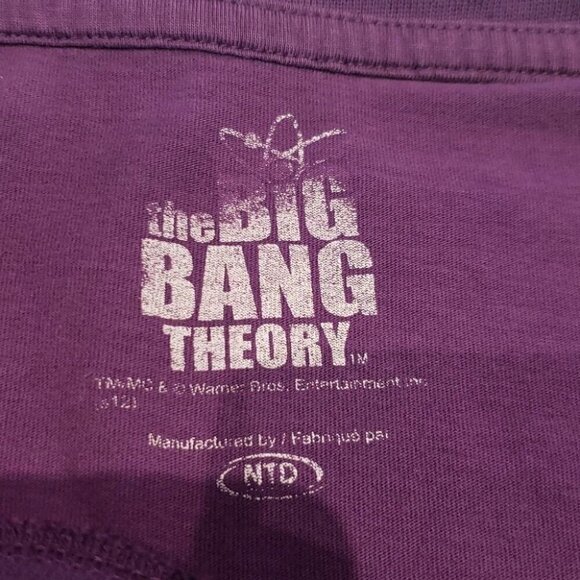 the BIG
BANG
THEORY TM
TM/MC & © Warner Bros. Entertainment Inc.
(s12)
Manufactured by / Fabriqué par
NTD